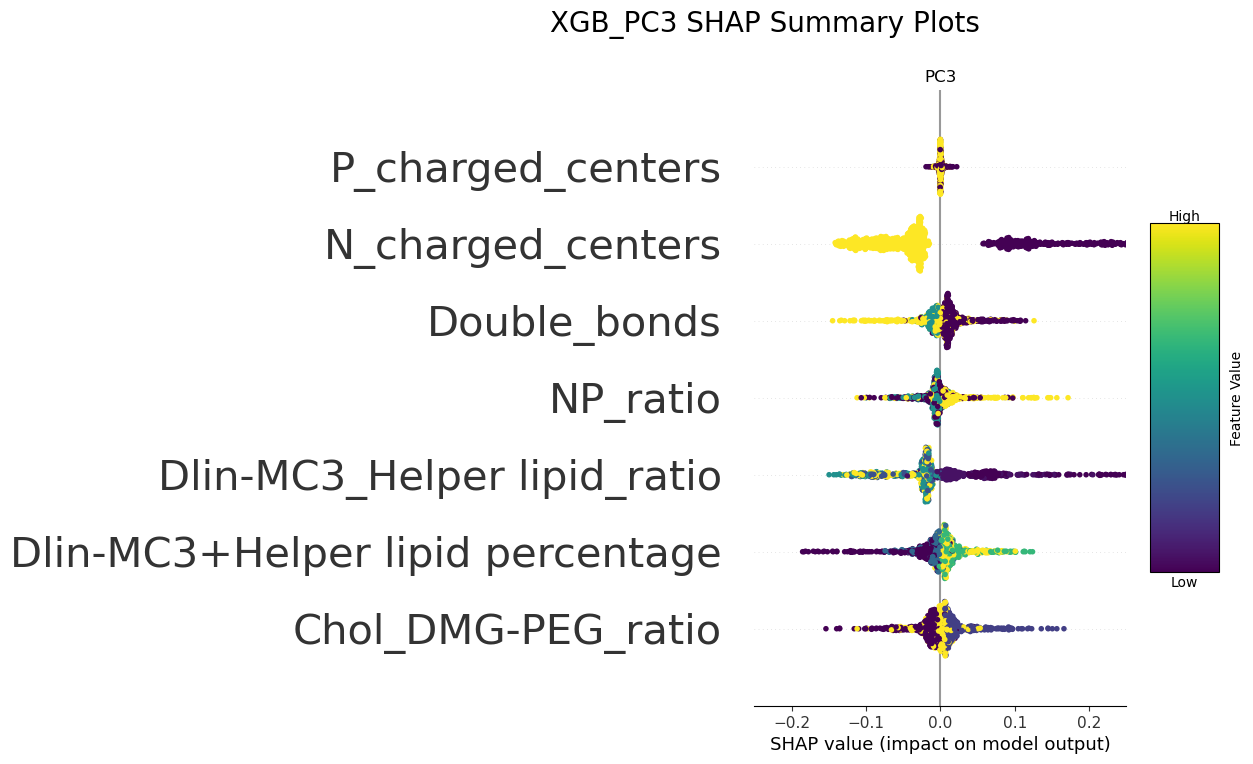 XGB_PC3 SHAP Summary Plots
PC3
P_charged_centers
N_charged_centers
Double_bonds
NP_ratio
Dlin-MC3_Helper lipid_ratio
Dlin-MC3+Helper lipid percentage
Chol_DMG-PEG_ratio
−0.2 −0.1 0.0 0.1 0.2
SHAP value (impact on model output)
High
Feature Value
Low